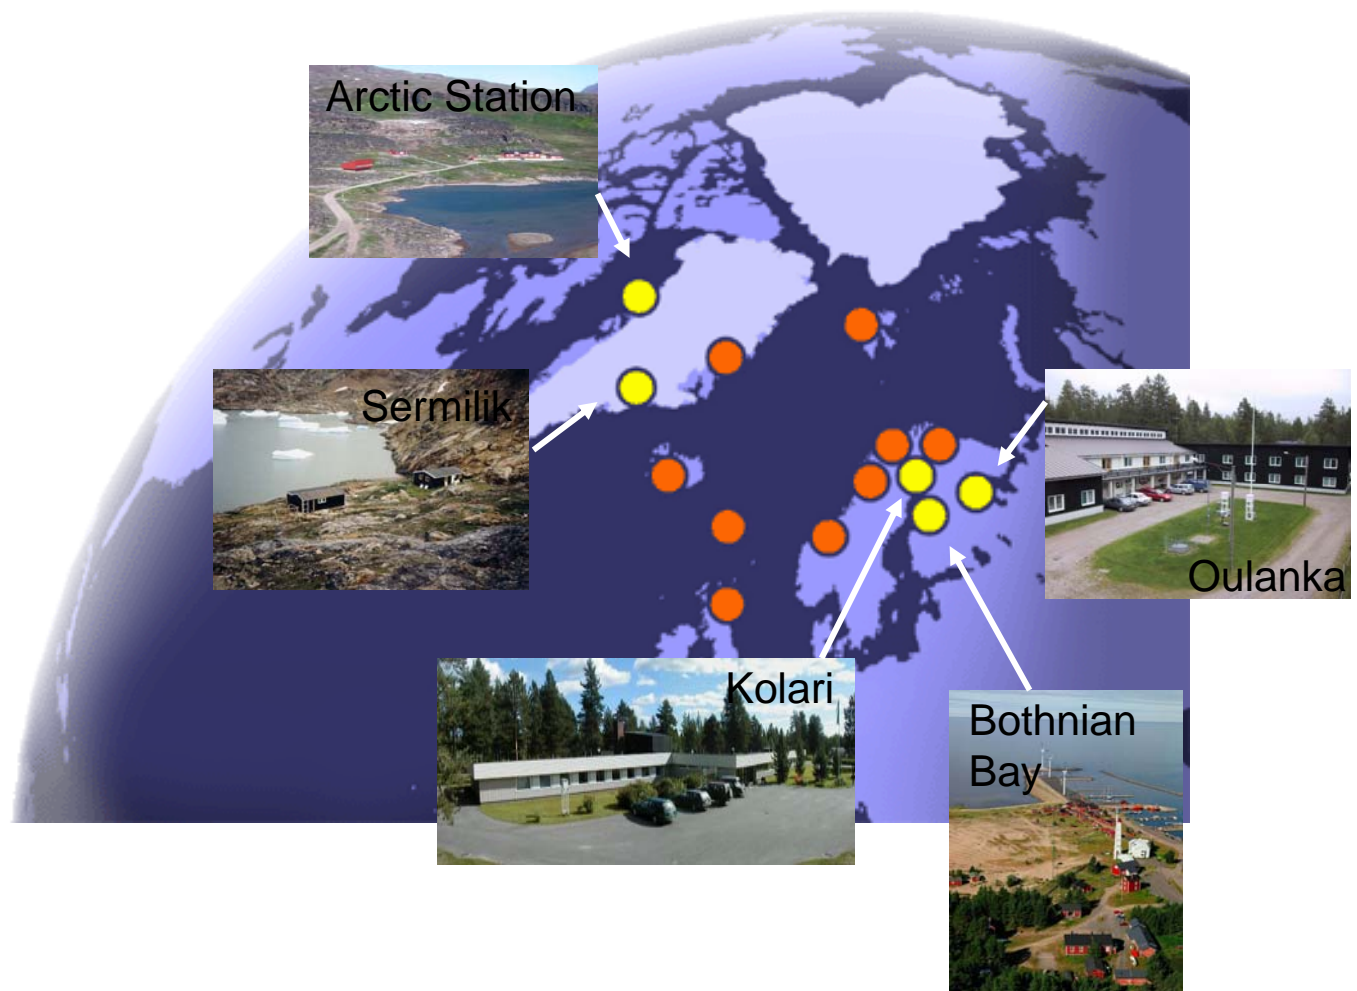 Arctic Station
Sermilik
Oulanka
Kolari
Bothnian
Bay